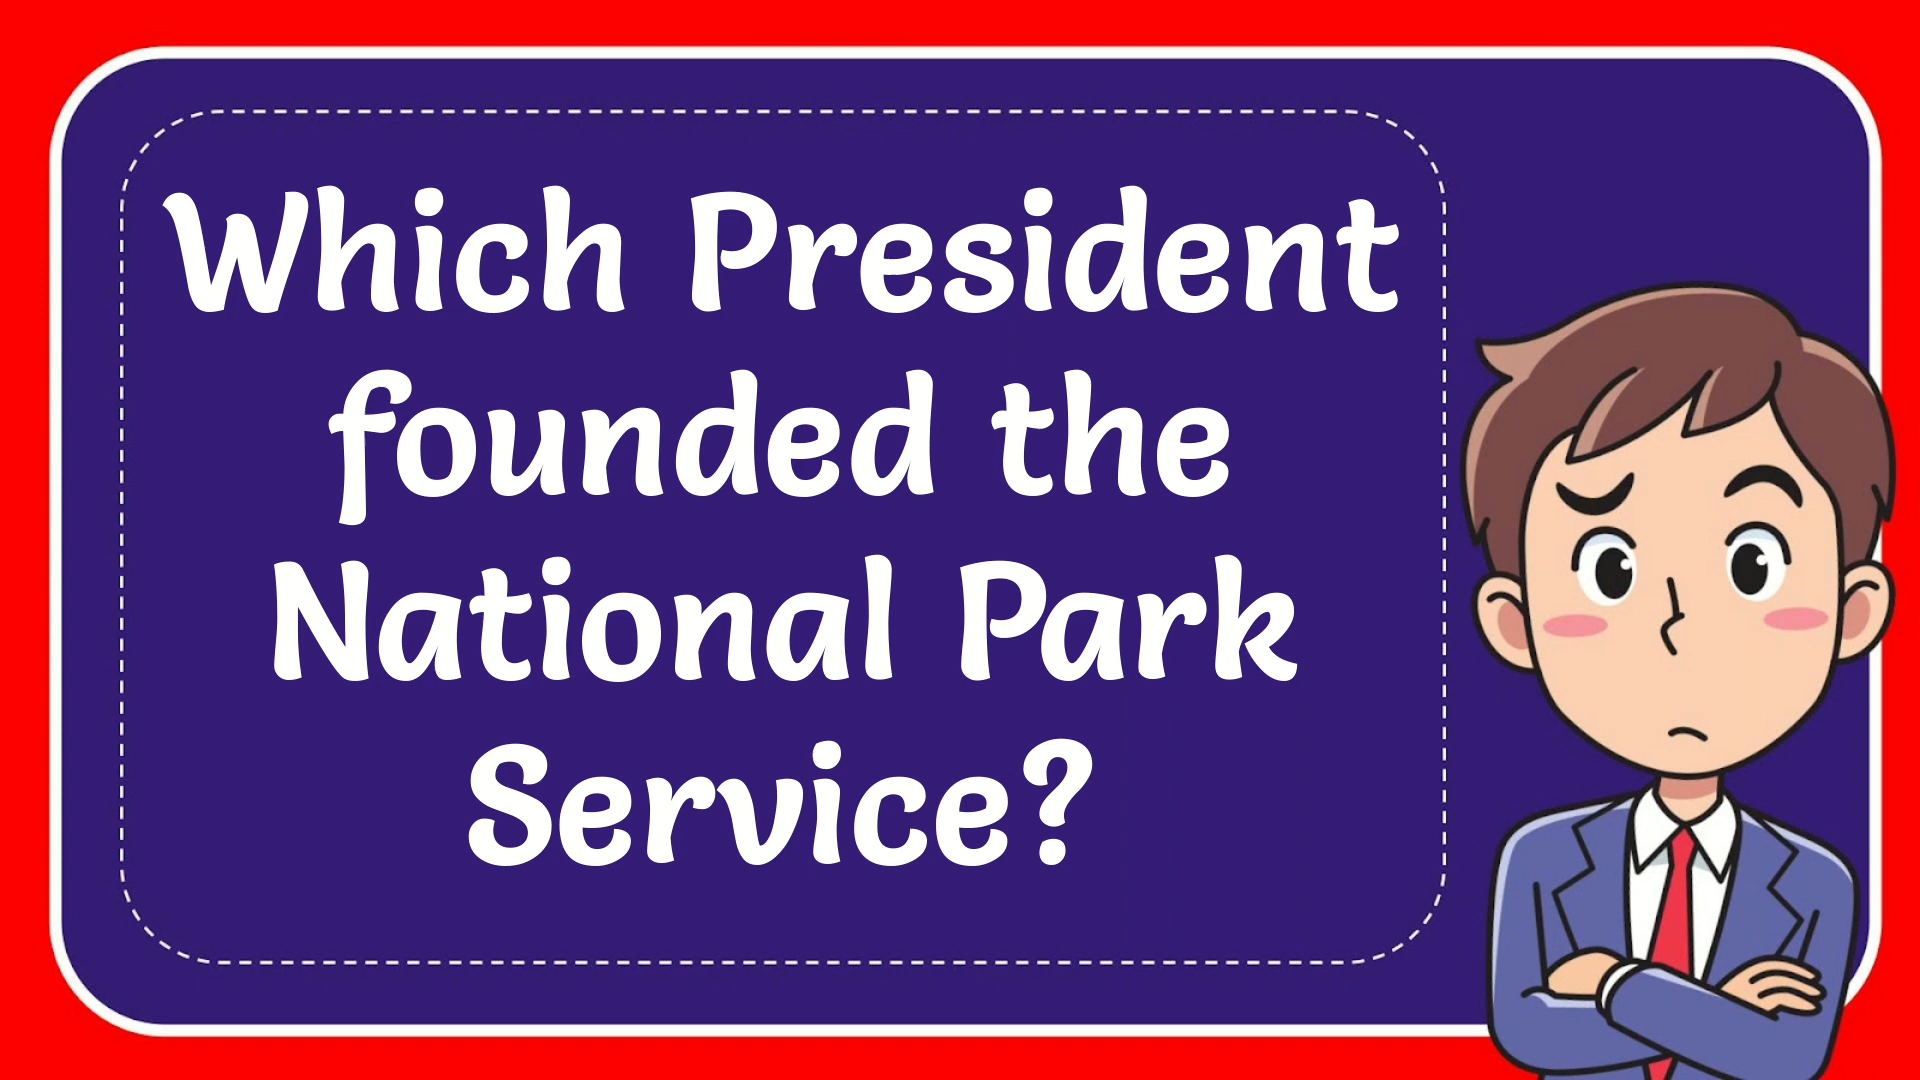 Which President
founded the
National Park
Service?